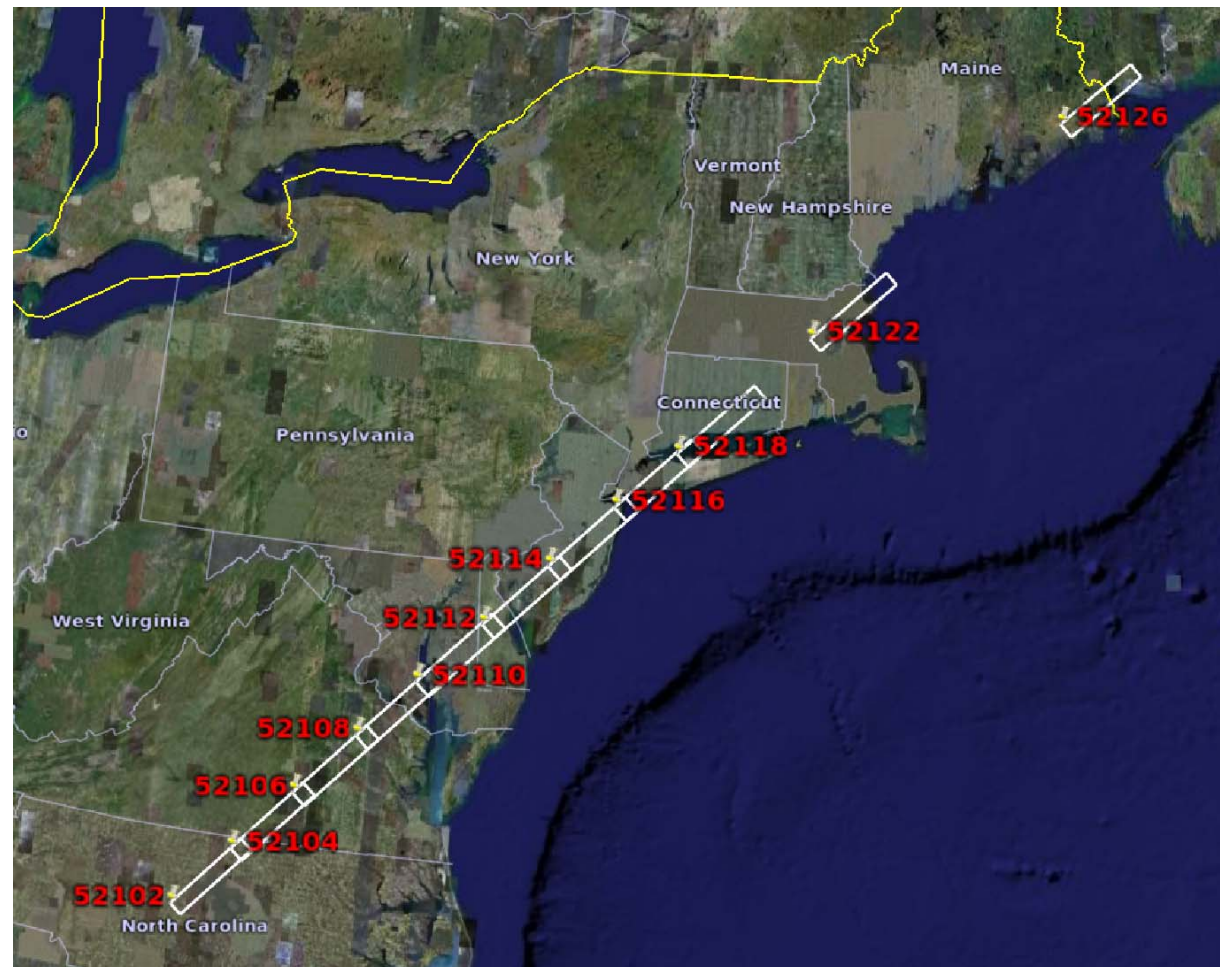 Maine
52126
Vermont
New Hampshire
New York
52122
Connecticut
io
Pennsylvania
52118
52116
52114
52112
West Virginia
52110
52108
52106
52104
52102
North Carolina